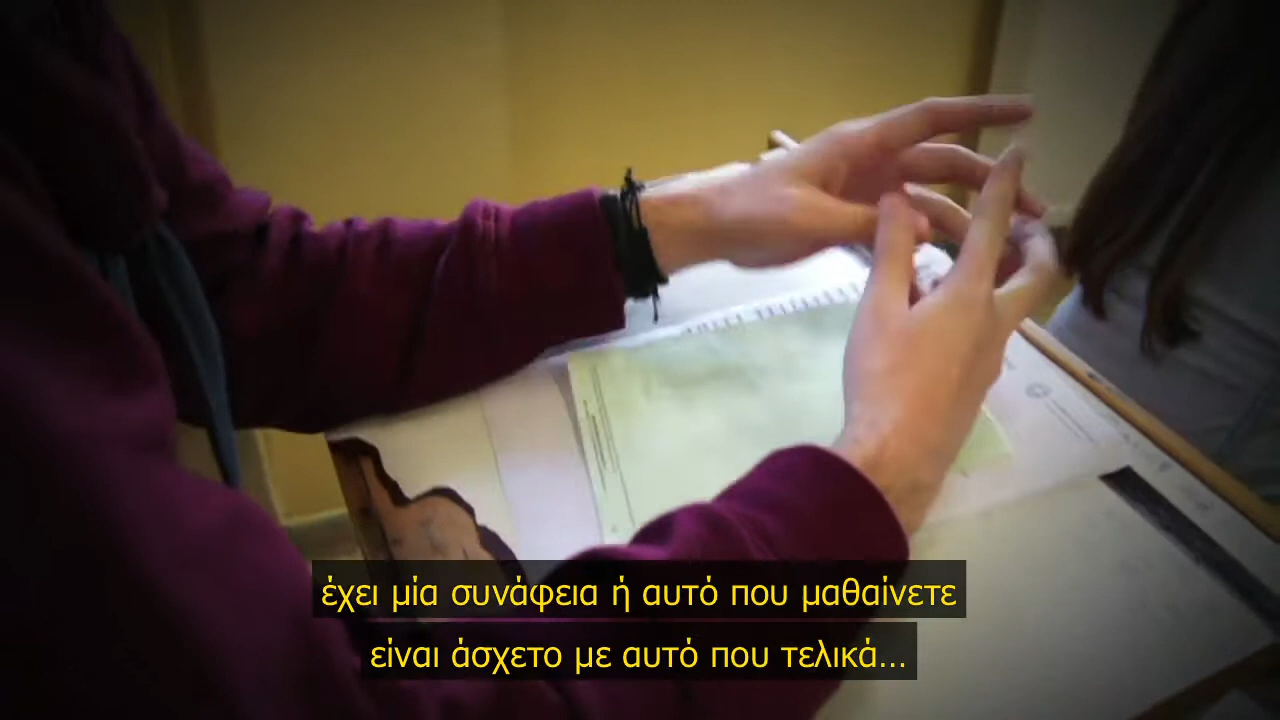 έχει μία συνάφεια ή αυτό που μαθαίνετε
είναι άσχετο με αυτό που τελικά...